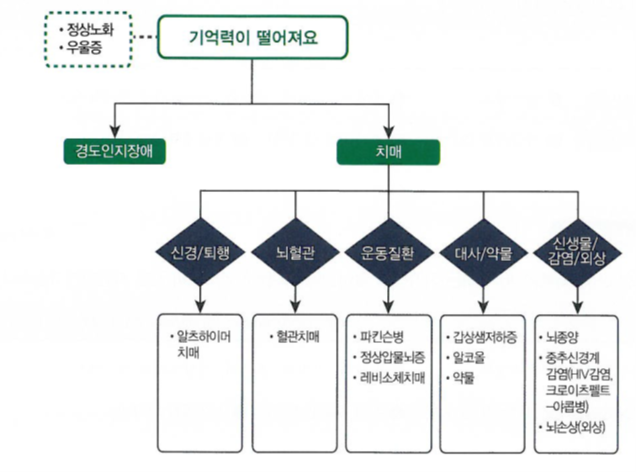 • 정상노화
• 우울증
기억력이 떨어져요
경도인지장애
치매
신경/퇴행
뇌혈관
운동질환
대사/약물
신생물/
감염/외상
• 알츠하이머
치매
• 혈관치매
• 파킨슨병
• 정상압물뇌증
• 레비소체치매
• 갑상샘저하증
• 알코올
• 약물
• 뇌종양
• 중추신경계
감염(HIV감염,
크로이츠펠트
-야콥병)
• 뇌손상(외상)